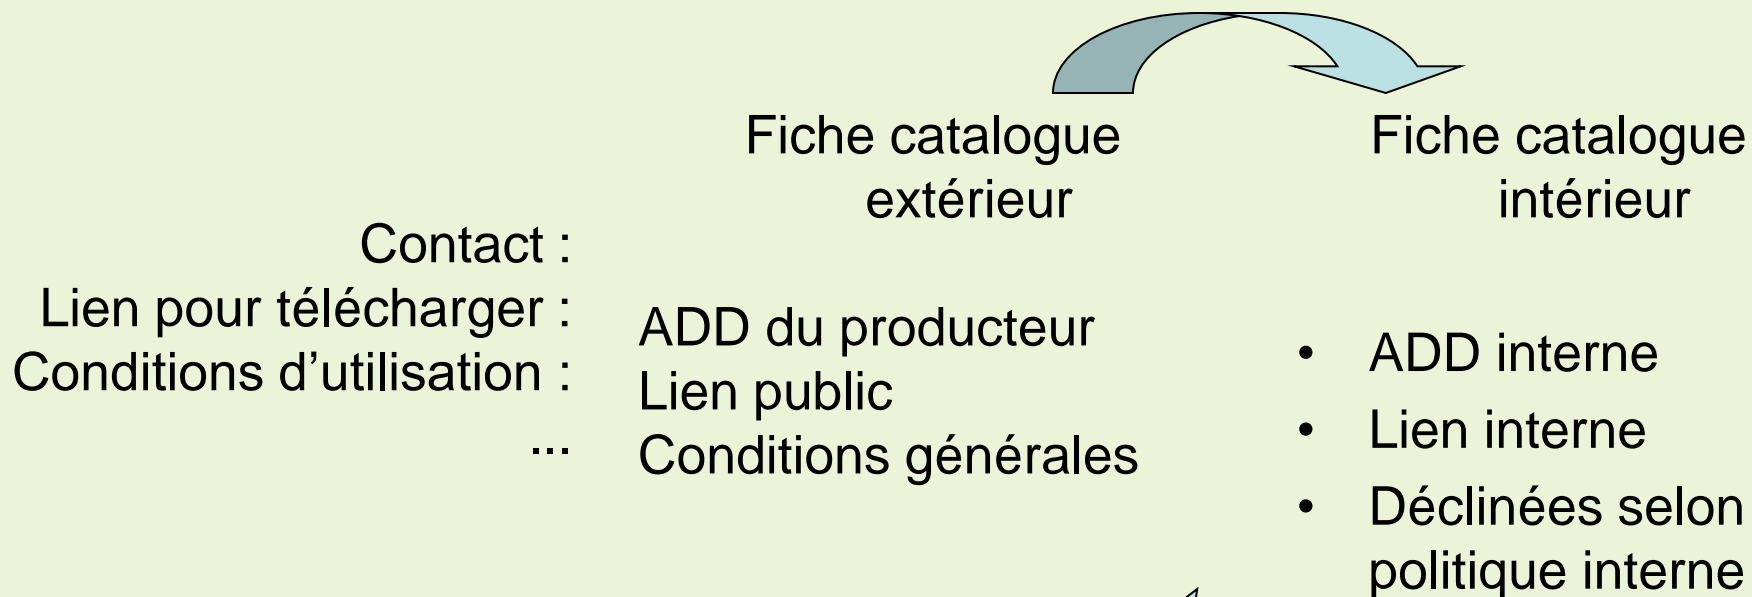 Fiche catalogue
extérieur
Fiche catalogue
intérieur
Contact :
Lien pour télécharger :
Conditions d’utilisation :
...
ADD du producteur
Lien public
Conditions générales
• ADD interne
• Lien interne
• Déclinées selon
politique interne